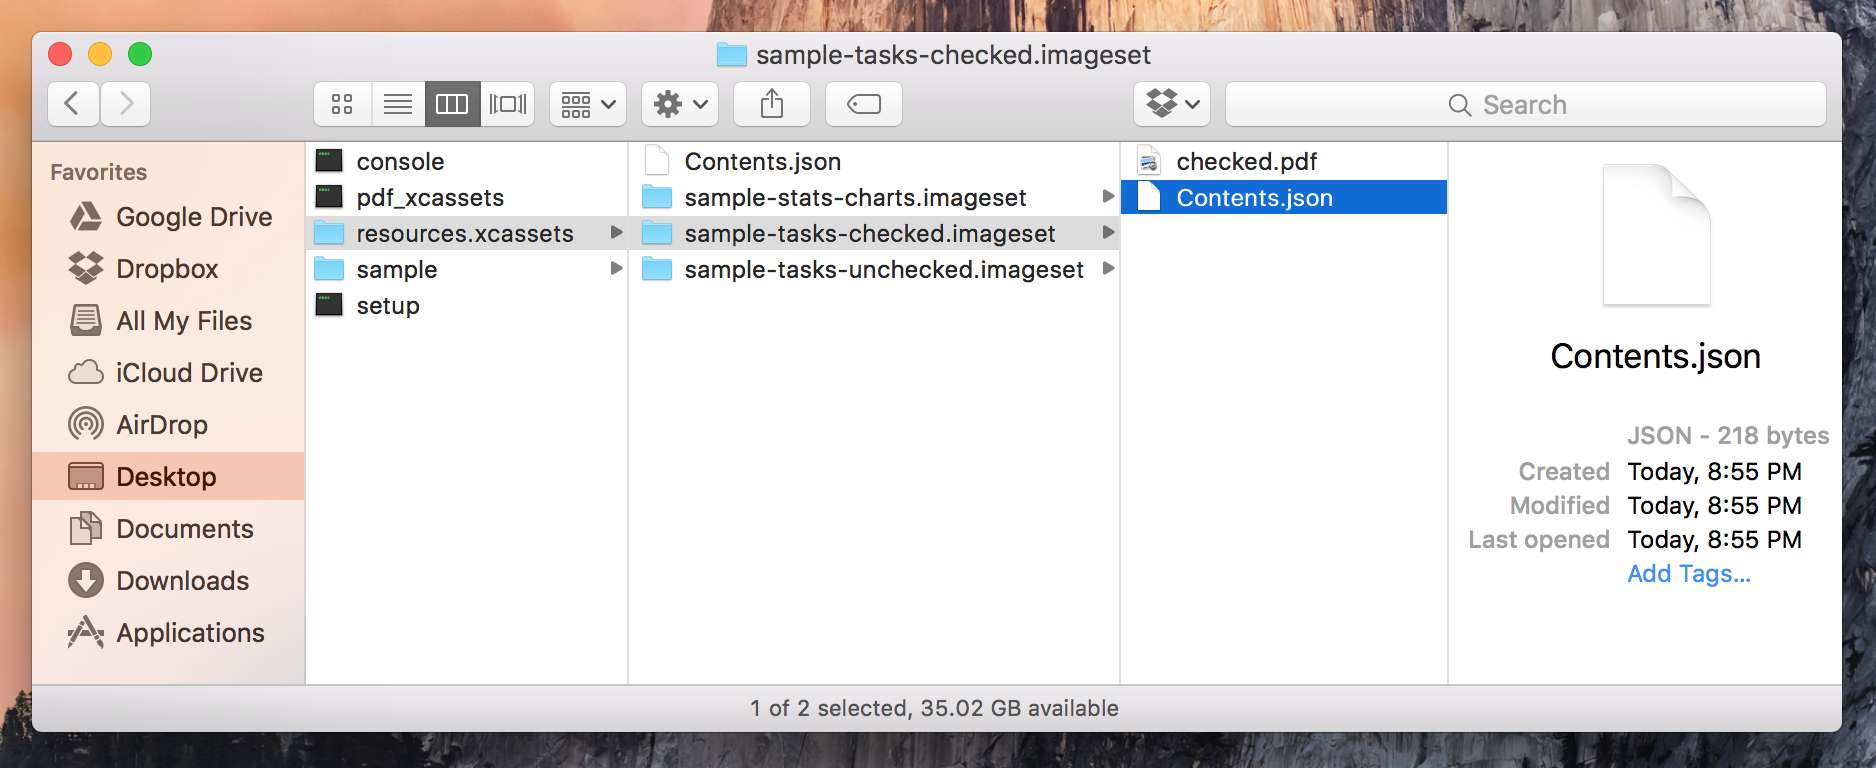 sample-tasks-checked.imageset
Search
Favorites
Google Drive
Dropbox
All My Files
iCloud Drive
AirDrop
Desktop
Documents
Downloads
Applications
console
pdf_xcassets
resources.xcassets
sample
setup
Contents.json
sample-stats-charts.imageset
sample-tasks-checked.imageset
sample-tasks-unchecked.imageset
checked.pdf
Contents.json
Contents.json
JSON - 218 bytes
Created Today, 8:55 PM
Modified Today, 8:55 PM
Last opened Today, 8:55 PM
Add Tags...
1 of 2 selected, 35.02 GB available